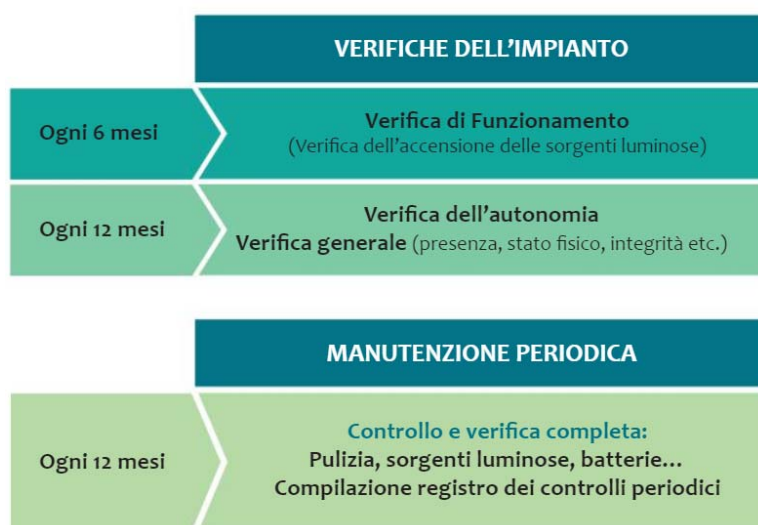 VERIFICHE DELL'IMPIANTO
Ogni 6 mesi
Verifica di Funzionamento
(Verifica dell'accensione delle sorgenti luminose)
Ogni 12 mesi
Verifica dell'autonomia
Verifica generale (presenza, stato fisico, integrità etc.)
MANUTENZIONE PERIODICA
Ogni 12 mesi
Controllo e verifica completa:
Pulizia, sorgenti luminose, batterie...
Compilazione registro dei controlli periodici